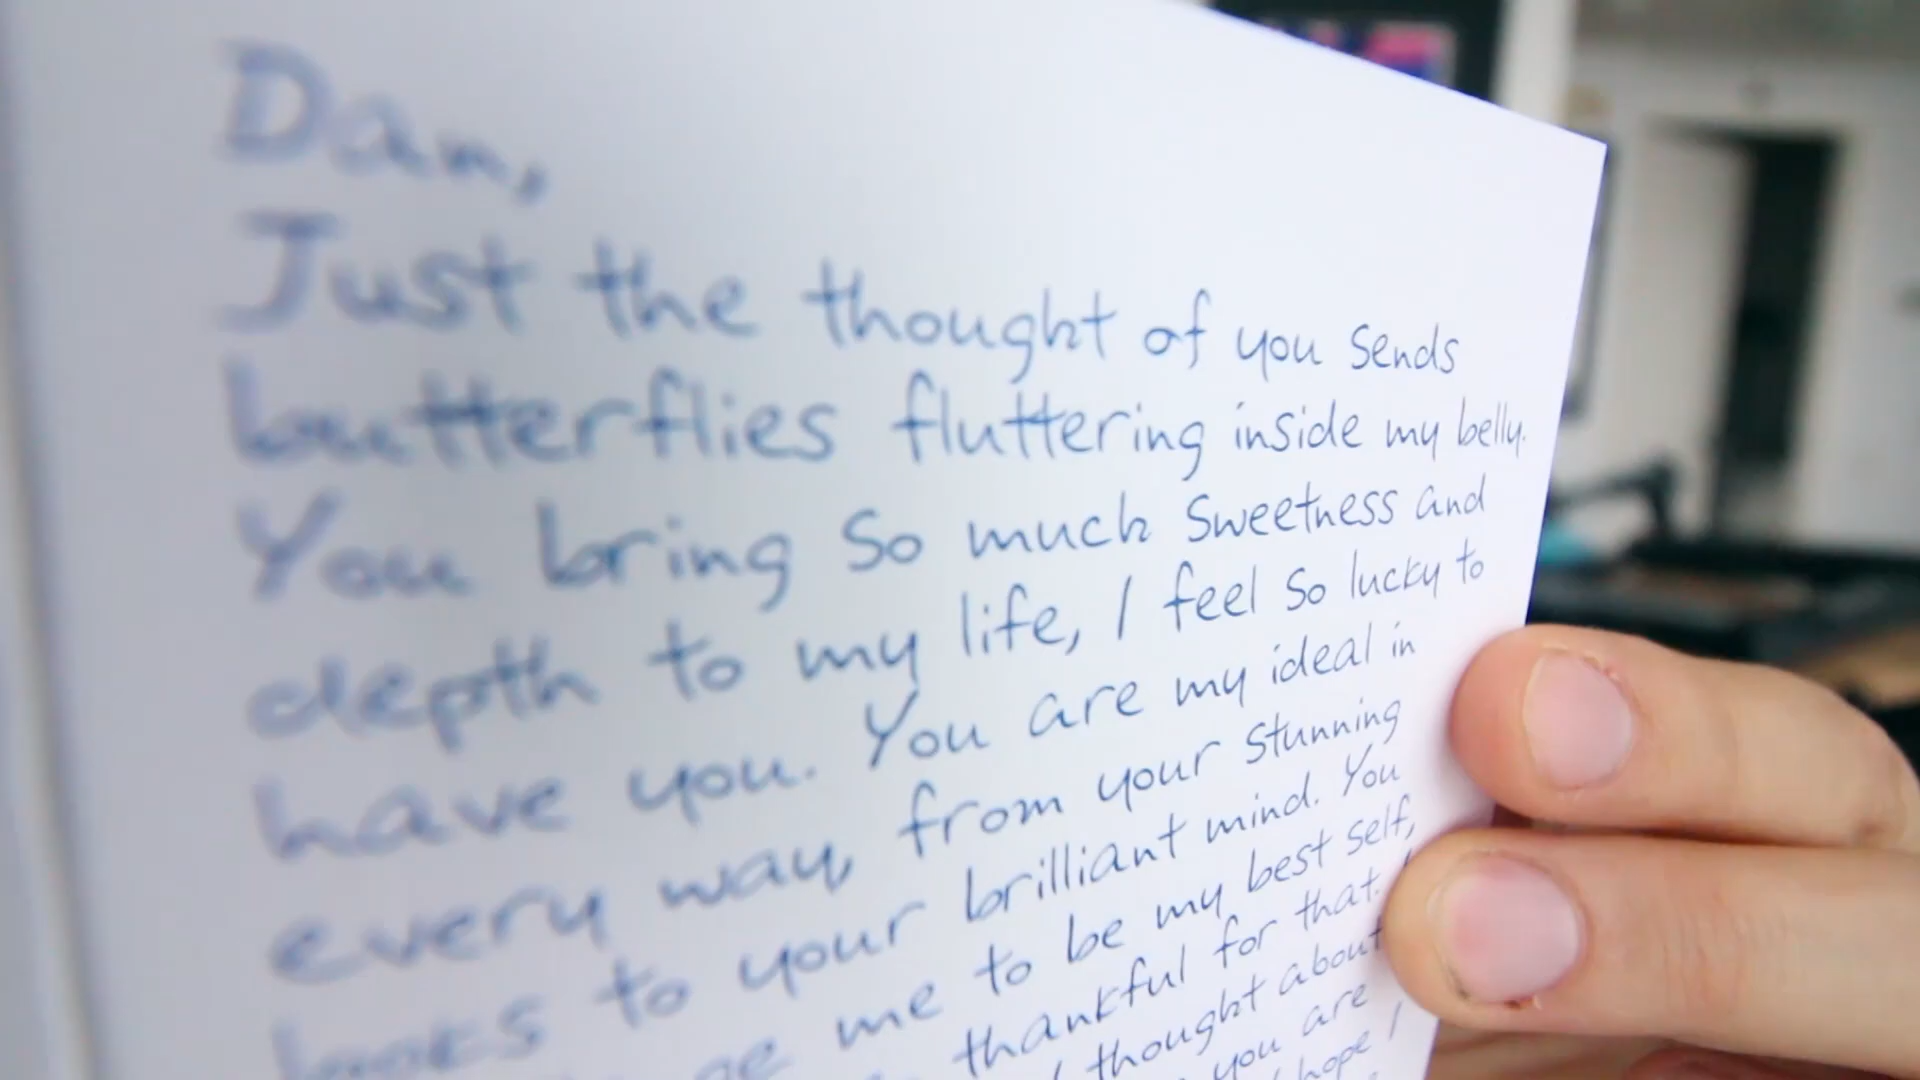 Dan,
Just the thought of you sends
butterflies fluttering inside my belly.
You bring so much sweetness and
depth to my life, I feel so lucky to
have you. You are my ideal in
every way, from your stunning
looks to your brilliant mind. You
me to be my best self,
thankful for that.
thought about
you are
hope I